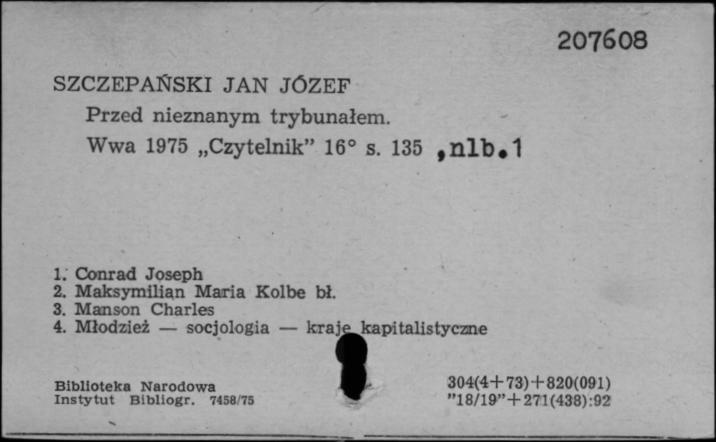 207608
SZCZEPAŃSKI JAN JÓZEF
Przed nieznanym trybunałem.
Wwa 1975 „Czytelnik” 16° s. 135 ,nlb.1
1. Conrad Joseph
2. Maksymilian Maria Kolbe bł.
3. Manson Charles
4. Młodzież — socjologia — kraje kapitalistyczne
Biblioteka Narodowa
Instytut Bibliogr. 7458/75
304(4+73)+820(091)
”18/19”+271(438):92